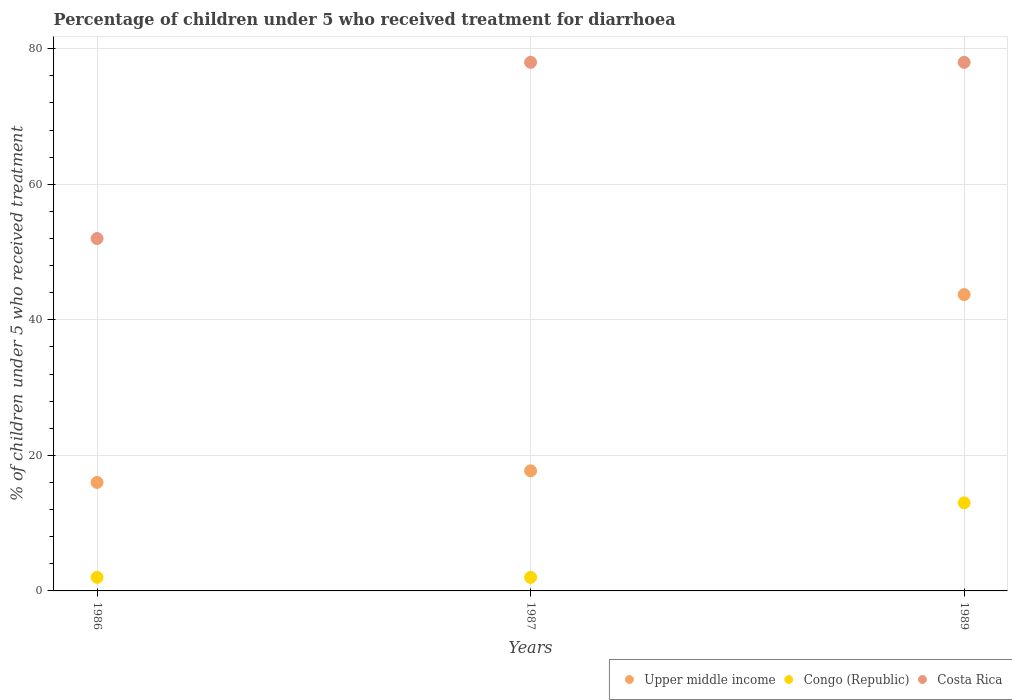 Percentage of children under 5 who received treatment for diarrhoea
% of children under 5 who received treatment
80
60
40
20
0
1986
1987
1989
Years
Upper middle income
Congo (Republic)
Costa Rica